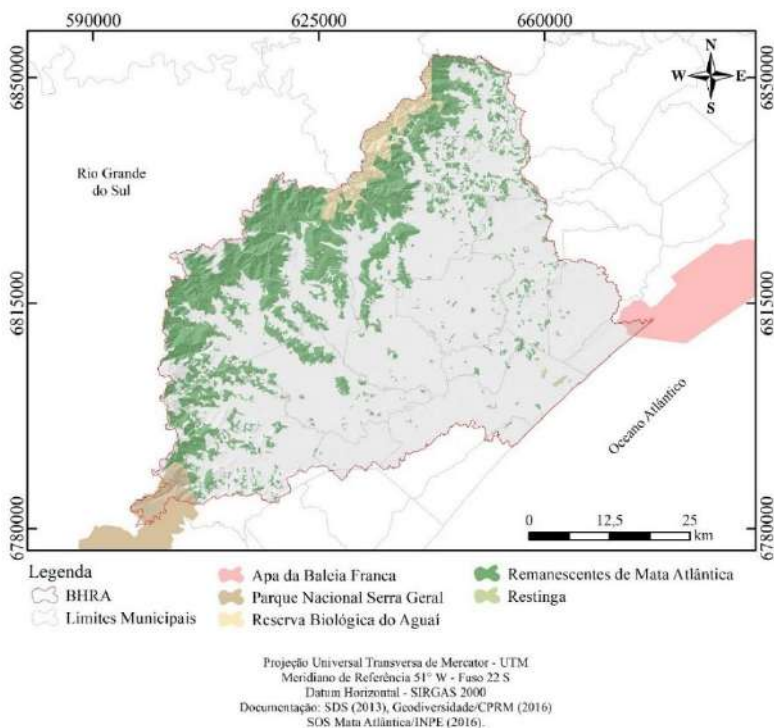 590000
625000
660000
6850000
6850000
N
W
E
S
Rio Grande
do Sul
6815000
6815000
Oceano Atlântico
6780000
6780000
0
12,5
25
km
Legenda
BHRA
Límites Municipais
Apa da Baleia Franca
Parque Nacional Serra Geral
Reserva Biológica do Aguaí
Remanescentes de Mata Atlântica
Restinga
Projeção Universal Transversa de Mercator - UTM
Meridiano de Referência 51° W - Fuso 22 S
Datum Horizontal - SIRGAS 2000
Documentação: SDS (2013), Geodiversidade/CPRM (2016)
SOS Mata Atlântica/INPE (2016).